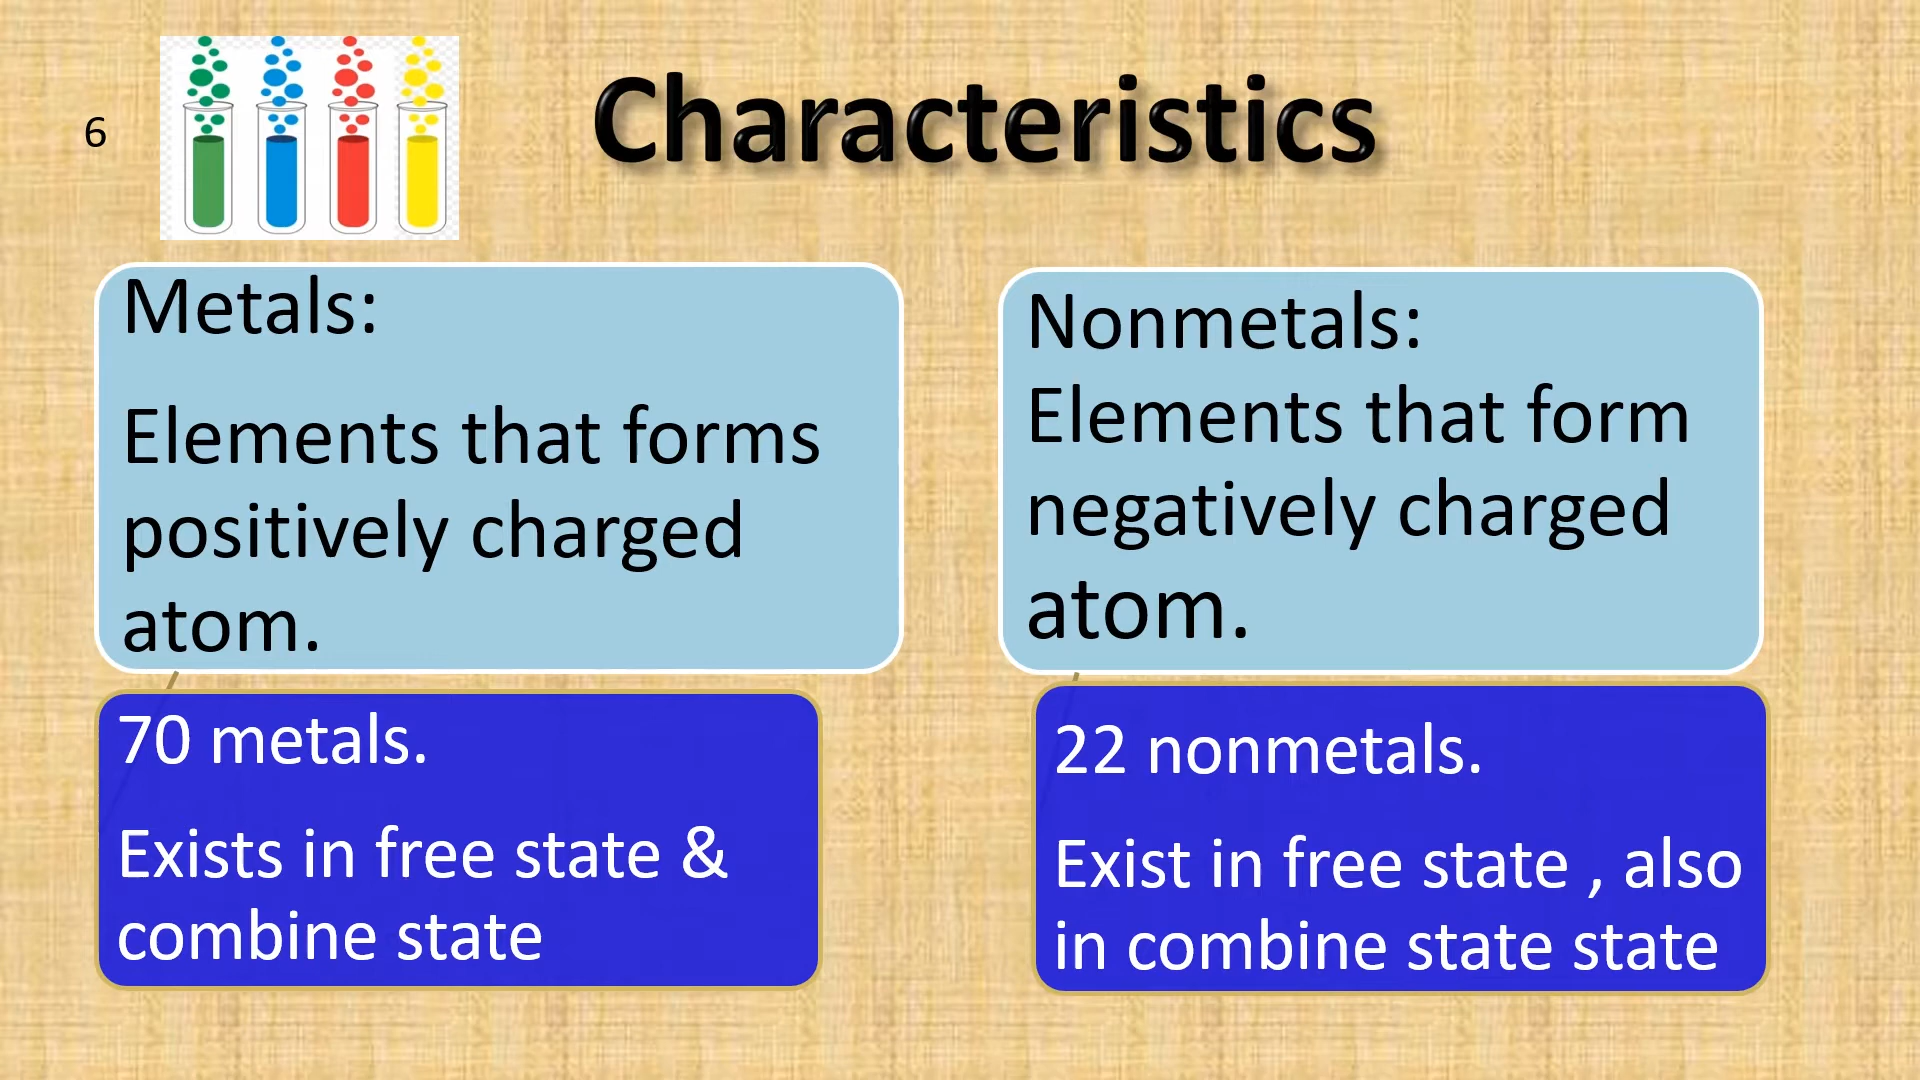 6
Characteristics
Metals:
Elements that forms
positively charged
atom.
70 metals.
Exists in free state &
combine state
Nonmetals:
Elements that form
negatively charged
atom.
22 nonmetals.
Exist in free state , also
in combine state state